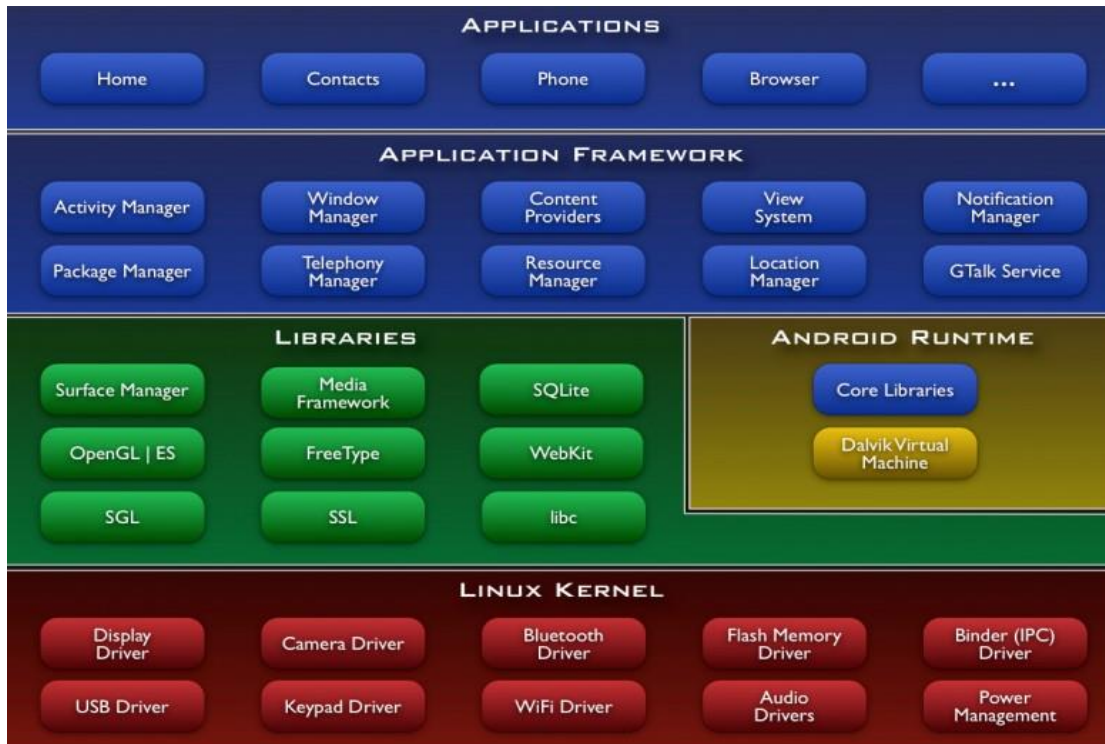 APPLICATIONS
Home
Contacts
Phone
Browser
...
APPLICATION FRAMEWORK
Activity Manager
Window
Manager
Content
Providers
View
System
Notification
Manager
Package Manager
Telephony
Manager
Resource
Manager
Location
Manager
GTalk Service
LIBRARIES
Surface Manager
Media
Framework
SQLite
OpenGL | ES
FreeType
WebKit
SGL
SSL
libc
ANDROID RUNTIME
Core Libraries
Dalvik Virtual
Machine
LINUX KERNEL
Display
Driver
Camera Driver
Bluetooth
Driver
Flash Memory
Driver
Binder (IPC)
Driver
USB Driver
Keypad Driver
WiFi Driver
Audio
Drivers
Power
Management